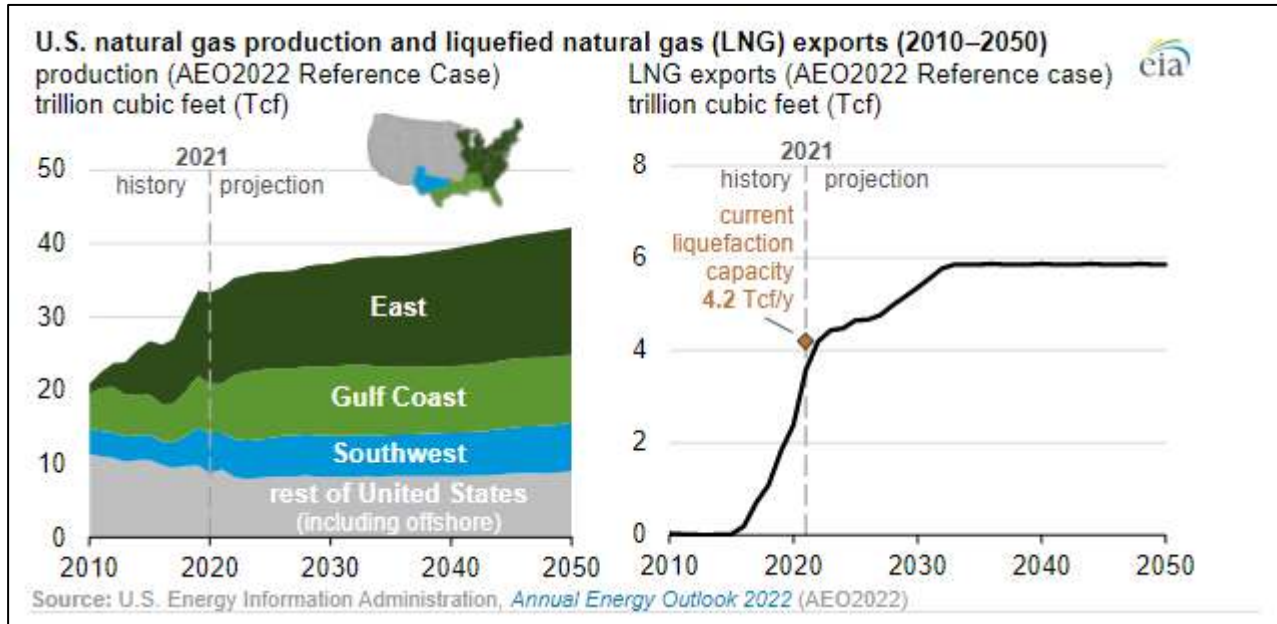 U.S. natural gas production and liquefied natural gas (LNG) exports (2010–2050)
production (AEO2022 Reference Case)
trillion cubic feet (Tcf)
LNG exports (AEO2022 Reference case)
trillion cubic feet (Tcf)
eia
2021
history
projection
50
40
30
20
10
0
East
Gulf Coast
Southwest
rest of United States
(including offshore)
2010
2020
2030
2040
2050
2021
history
projection
current
liquefaction
capacity
4.2 Tcf/y
8
6
4
2
0
2010
2020
2030
2040
2050
Source: U.S. Energy Information Administration, Annual Energy Outlook 2022 (AEO2022)